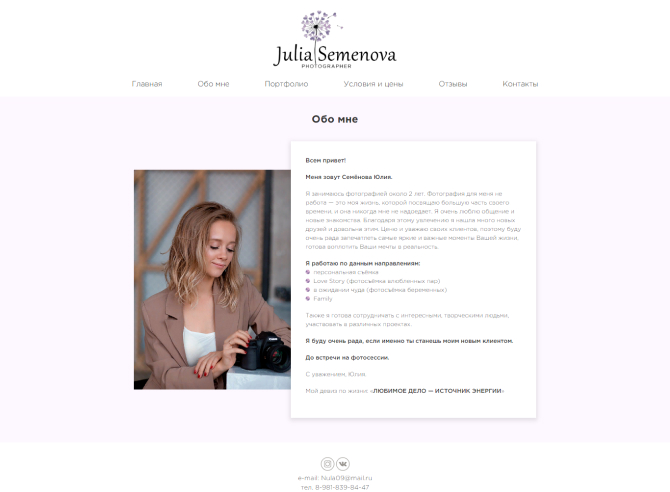 Julia Semenova
PHOTOGRAPHER
Главная Обо мне Портфолио Условия и цены Отзывы Контакты
Обо мне
Всем привет!
Меня зовут Семёнова Юлия.
Я занимаюсь фотографией около 2 лет. Фотография для меня не
работа — это моя жизнь, которой посвящаю большую часть своего
времени, и она никогда мне не надоедает. Я очень люблю общение и
новые знакомства. Благодаря этому увлечению я нашла много новых
друзей и довольна этим. Ценю и уважаю своих клиентов, поэтому буду
очень рада запечатлеть самые яркие и важные моменты Вашей жизни,
готова воплотить Ваши мечты в реальность.
Я работаю по данным направлениям:
персональная съёмка
Love Story (фотосъёмка влюбленных пар)
в ожидании чуда (фотосъёмка беременных)
Family
Также я готова сотрудничать с интересными, творческими людьми,
участвовать в различных проектах.
Я буду очень рада, если именно ты станешь моим новым клиентом.
До встречи на фотосессии.
С уважением, Юлия.
Мой девиз по жизни: «ЛЮБИМОЕ ДЕЛО — ИСТОЧНИК ЭНЕРГИИ»
тел. 8-981-839-84-47